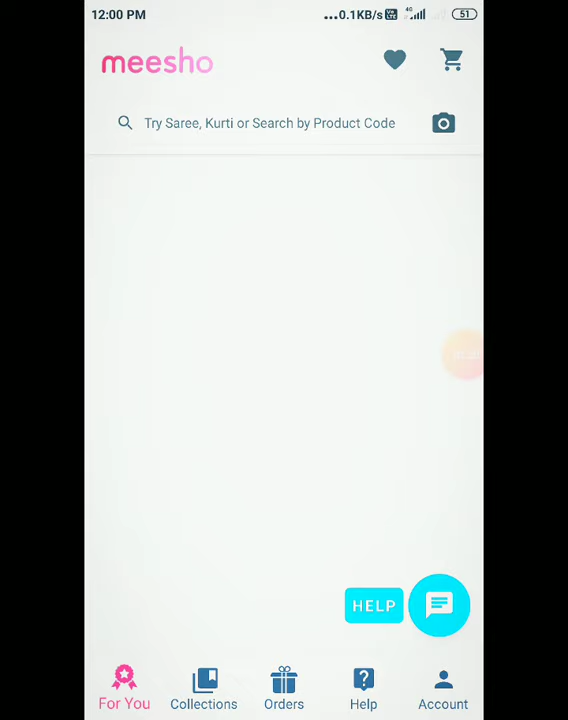 12:00 PM ...0.1KB/s 4G 51
meesho
Try Saree, Kurti or Search by Product Code
HELP
For You Collections Orders Help Account